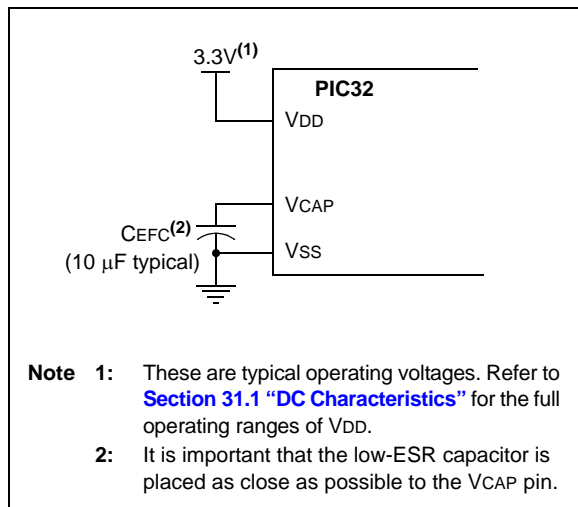 3.3V(1)
PIC32
VDD
VCAP
CEFC(2)
(10 μF typical)
VSS
Note 1: These are typical operating voltages. Refer to
Section 31.1 “DC Characteristics” for the full
operating ranges of VDD.
2: It is important that the low-ESR capacitor is
placed as close as possible to the VCAP pin.